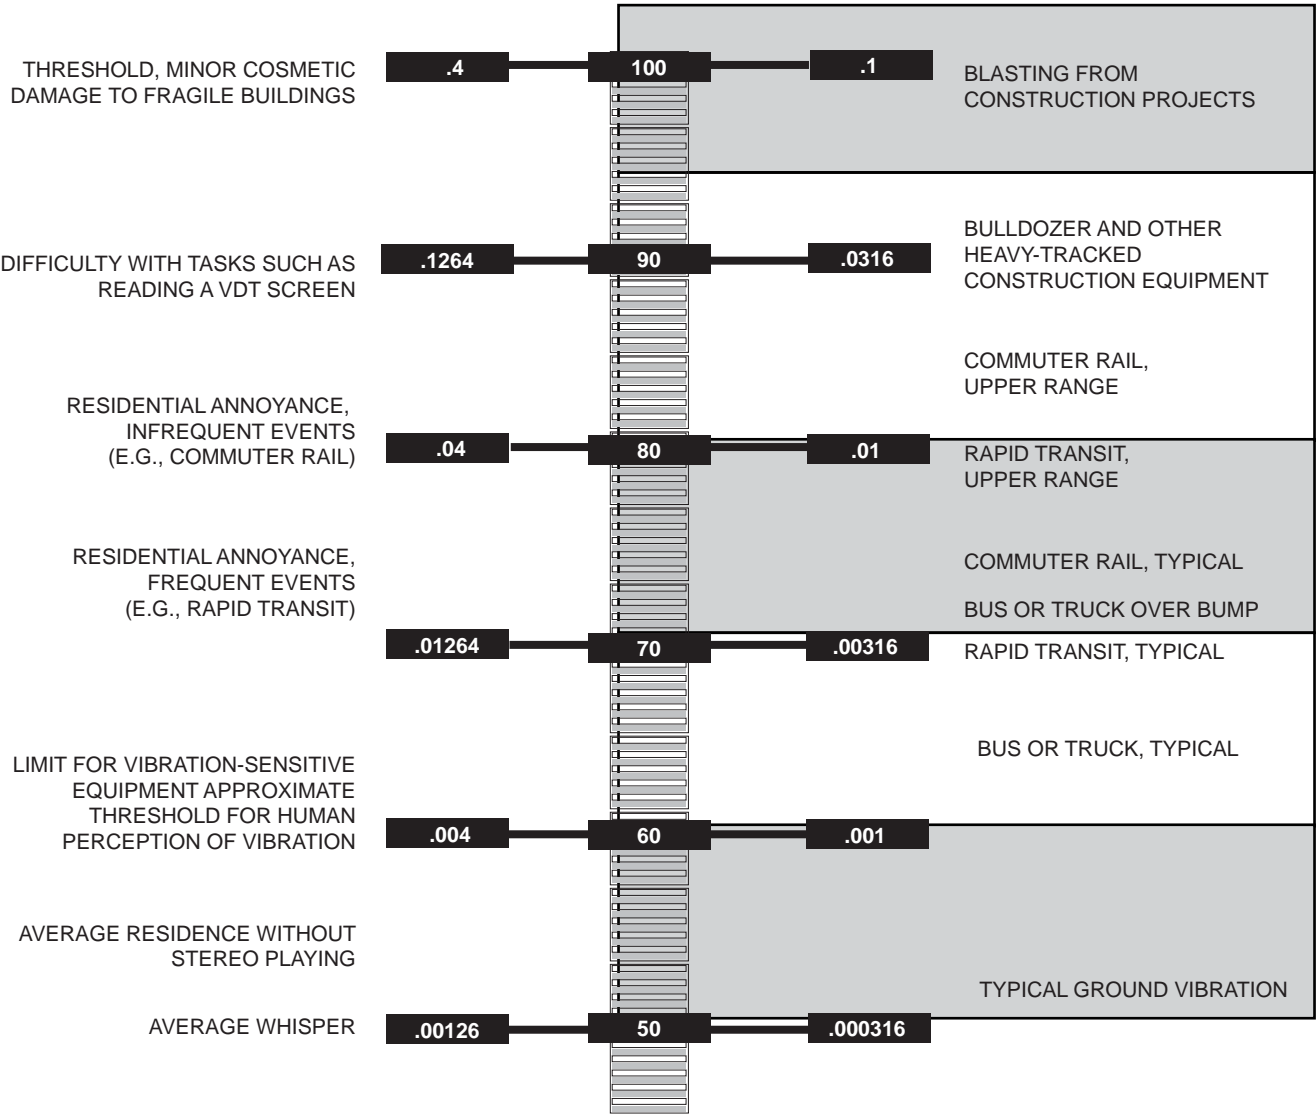 THRESHOLD, MINOR COSMETIC
DAMAGE TO FRAGILE BUILDINGS
.4
100
.1
BLASTING FROM
CONSTRUCTION PROJECTS
DIFFICULTY WITH TASKS SUCH AS
READING A VDT SCREEN
.1264
90
.0316
BULLDOZER AND OTHER
HEAVY-TRACKED
CONSTRUCTION EQUIPMENT
COMMUTER RAIL,
UPPER RANGE
RESIDENTIAL ANNOYANCE,
INFREQUENT EVENTS
(E.G., COMMUTER RAIL)
.04
80
.01
RAPID TRANSIT,
UPPER RANGE
RESIDENTIAL ANNOYANCE,
FREQUENT EVENTS
(E.G., RAPID TRANSIT)
COMMUTER RAIL, TYPICAL
BUS OR TRUCK OVER BUMP
.01264
70
.00316
RAPID TRANSIT, TYPICAL
BUS OR TRUCK, TYPICAL
LIMIT FOR VIBRATION-SENSITIVE
EQUIPMENT APPROXIMATE
THRESHOLD FOR HUMAN
PERCEPTION OF VIBRATION
.004
60
.001
AVERAGE RESIDENCE WITHOUT
STEREO PLAYING
TYPICAL GROUND VIBRATION
AVERAGE WHISPER
.00126
50
.000316